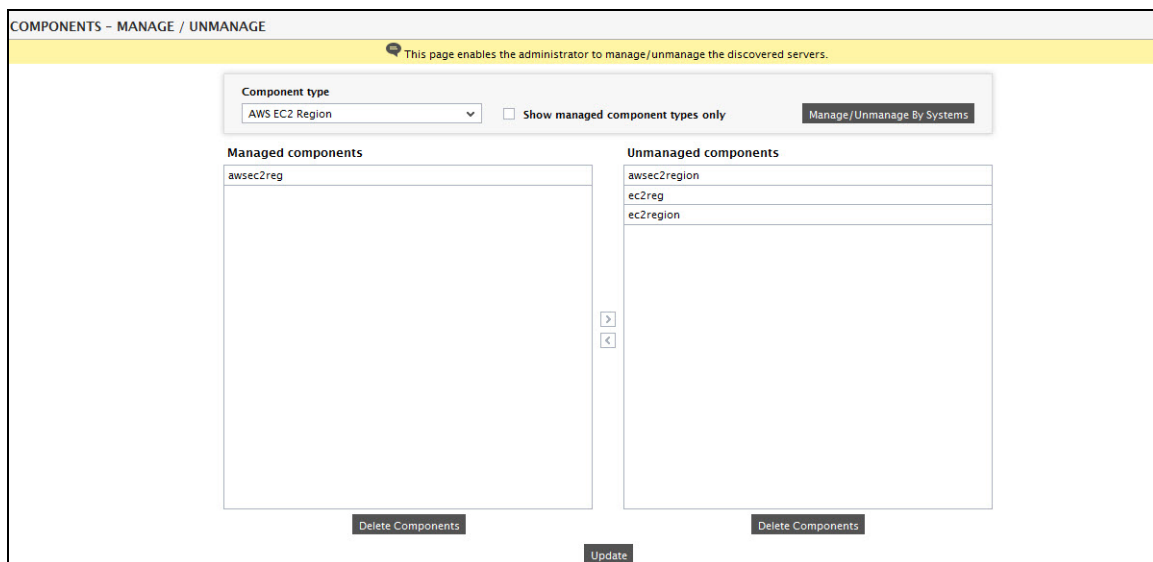 COMPONENTS - MANAGE / UNMANAGE
This page enables the administrator to manage/unmanage the discovered servers.
Component type
AWS EC2 Region
Show managed component types only
Manage/Unmanage By Systems
Managed components
Unmanaged components
awsec2reg
awsec2region
ec2reg
ec2region
>
<
Delete Components
Delete Components
Update